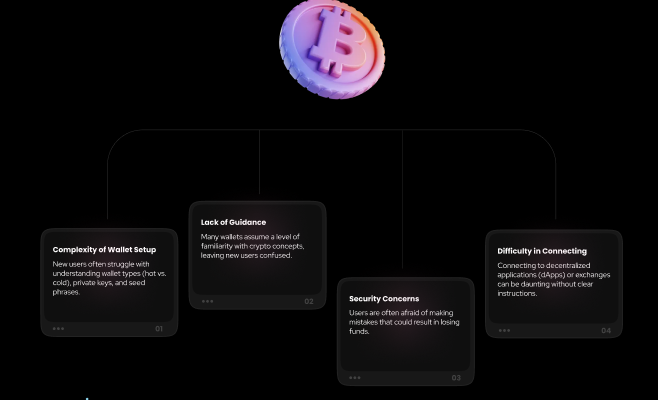 Complexity of Wallet Setup
New users often struggle with
understanding wallet types (hot vs.
cold), private keys, and seed
phrases.
01
Lack of Guidance
Many wallets assume a level of
familiarity with crypto concepts,
leaving new users confused.
02
Security Concerns
Users are often afraid of making
mistakes that could result in losing
funds.
03
Difficulty in Connecting
Connecting to decentralized
applications (dApps) or exchanges
can be daunting without clear
instructions.
04